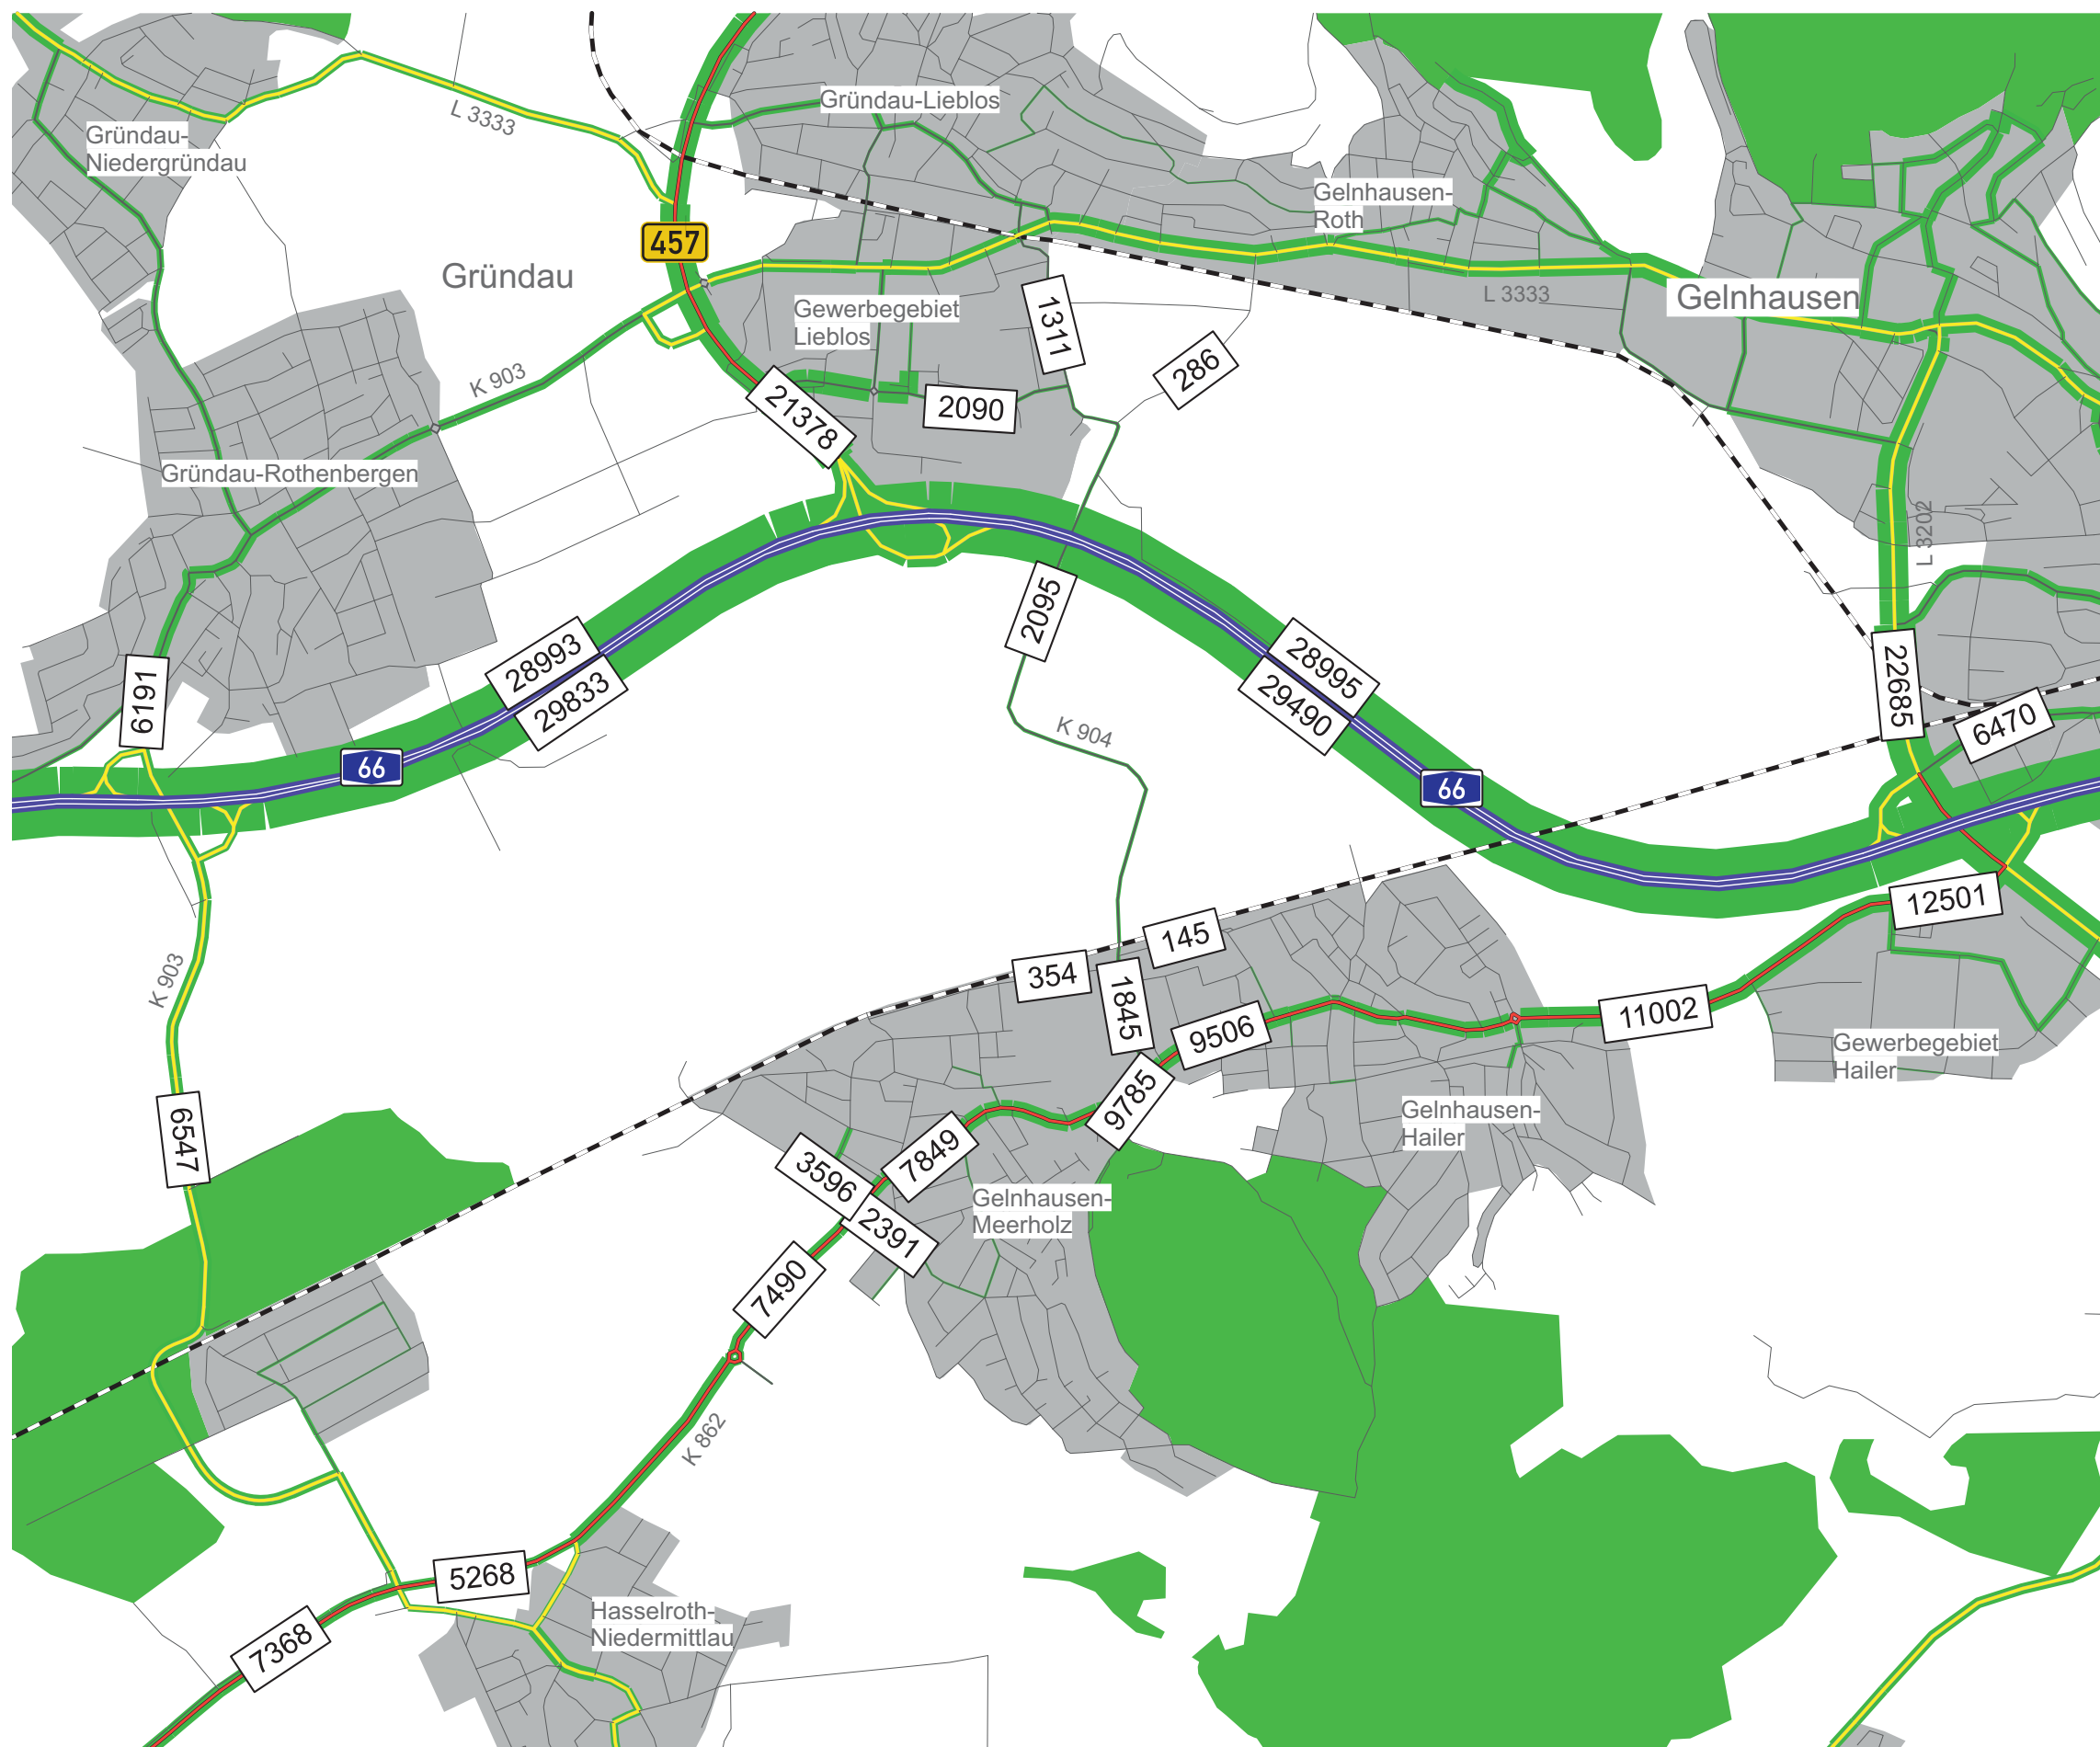 Gründau-Lieblos
L 3333
Gründau-
Niedergründau
Gelnhausen-
Roth
457
Gründau
L 3333
Gelnhausen
Gewerbegebiet
Lieblos
1311
286
K 903
2090
21378
Gründau-Rothenbergen
L 3202
2095
28993
29833
28995
29490
6191
22685
6470
K 904
66
66
12501
145
354
K 903
1845
9506
11002
Gewerbegebiet
Hailer
9785
Gelnhausen-
Hailer
6547
7849
3596
2391
Gelnhausen-
Meerholz
7490
K 862
5268
Hasselroth-
Niedermittlau
7368